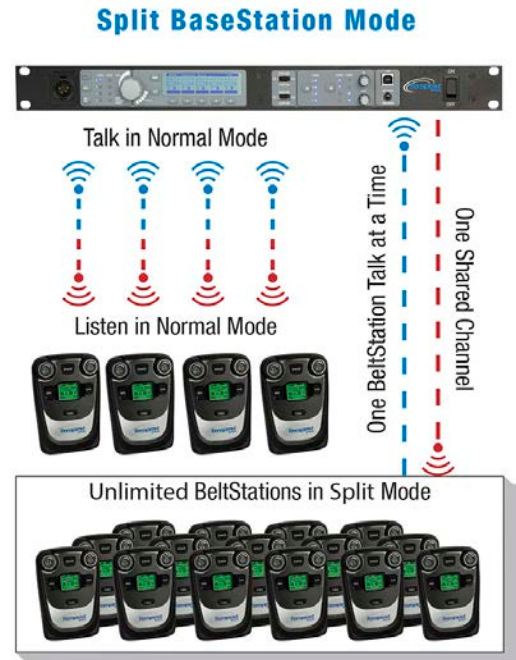 Split BaseStation Mode
Talk in Normal Mode
Listen in Normal Mode
One BeltStation Talk at a Time
One Shared Channel
Unlimited BeltStations in Split Mode